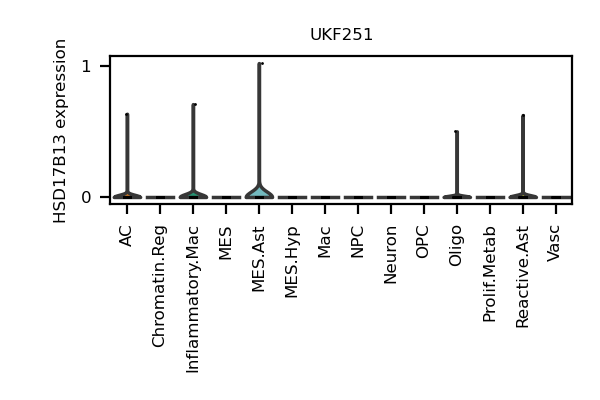 UKF251
HSD17B13 expression
1
0
AC
Chromatin.Reg
Inflammatory.Mac
MES
MES.Ast
MES.Hyp
Mac
NPC
Neuron
OPC
Oligo
Prolif.Metab
Reactive.Ast
Vasc